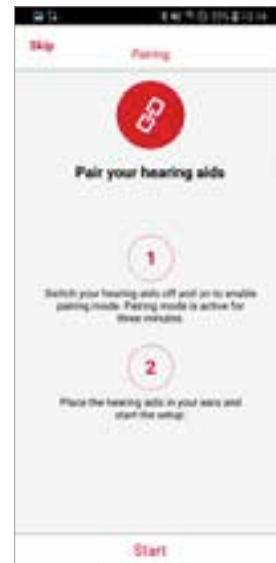 Skip
Pairing
Pair your hearing aids
1
Switch your hearing aids off and on to enable
pairing mode. Pairing mode is active for
three minutes.
2
Place the hearing aids in your ears and
start the setup.
Start